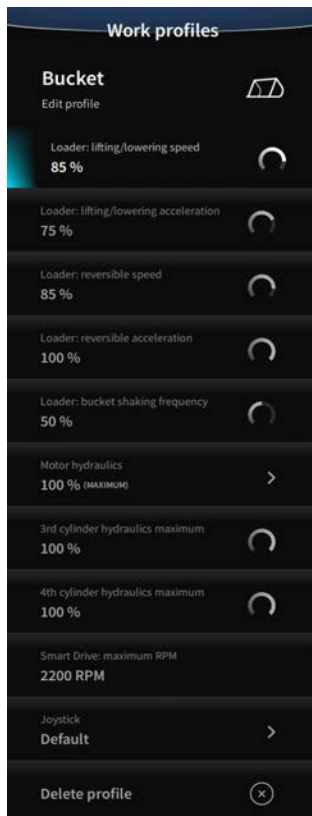 Work profiles
Bucket
Edit profile
Loader: lifting/lowering speed
85 %
Loader: lifting/lowering acceleration
75 %
Loader: reversible speed
85 %
Loader: reversible acceleration
100 %
Loader: bucket shaking frequency
50 %
Motor hydraulics
100 % (MAXIMUM)
3rd cylinder hydraulics maximum
100 %
4th cylinder hydraulics maximum
100 %
Smart Drive: maximum RPM
2200 RPM
Joystick
Default
Delete profile